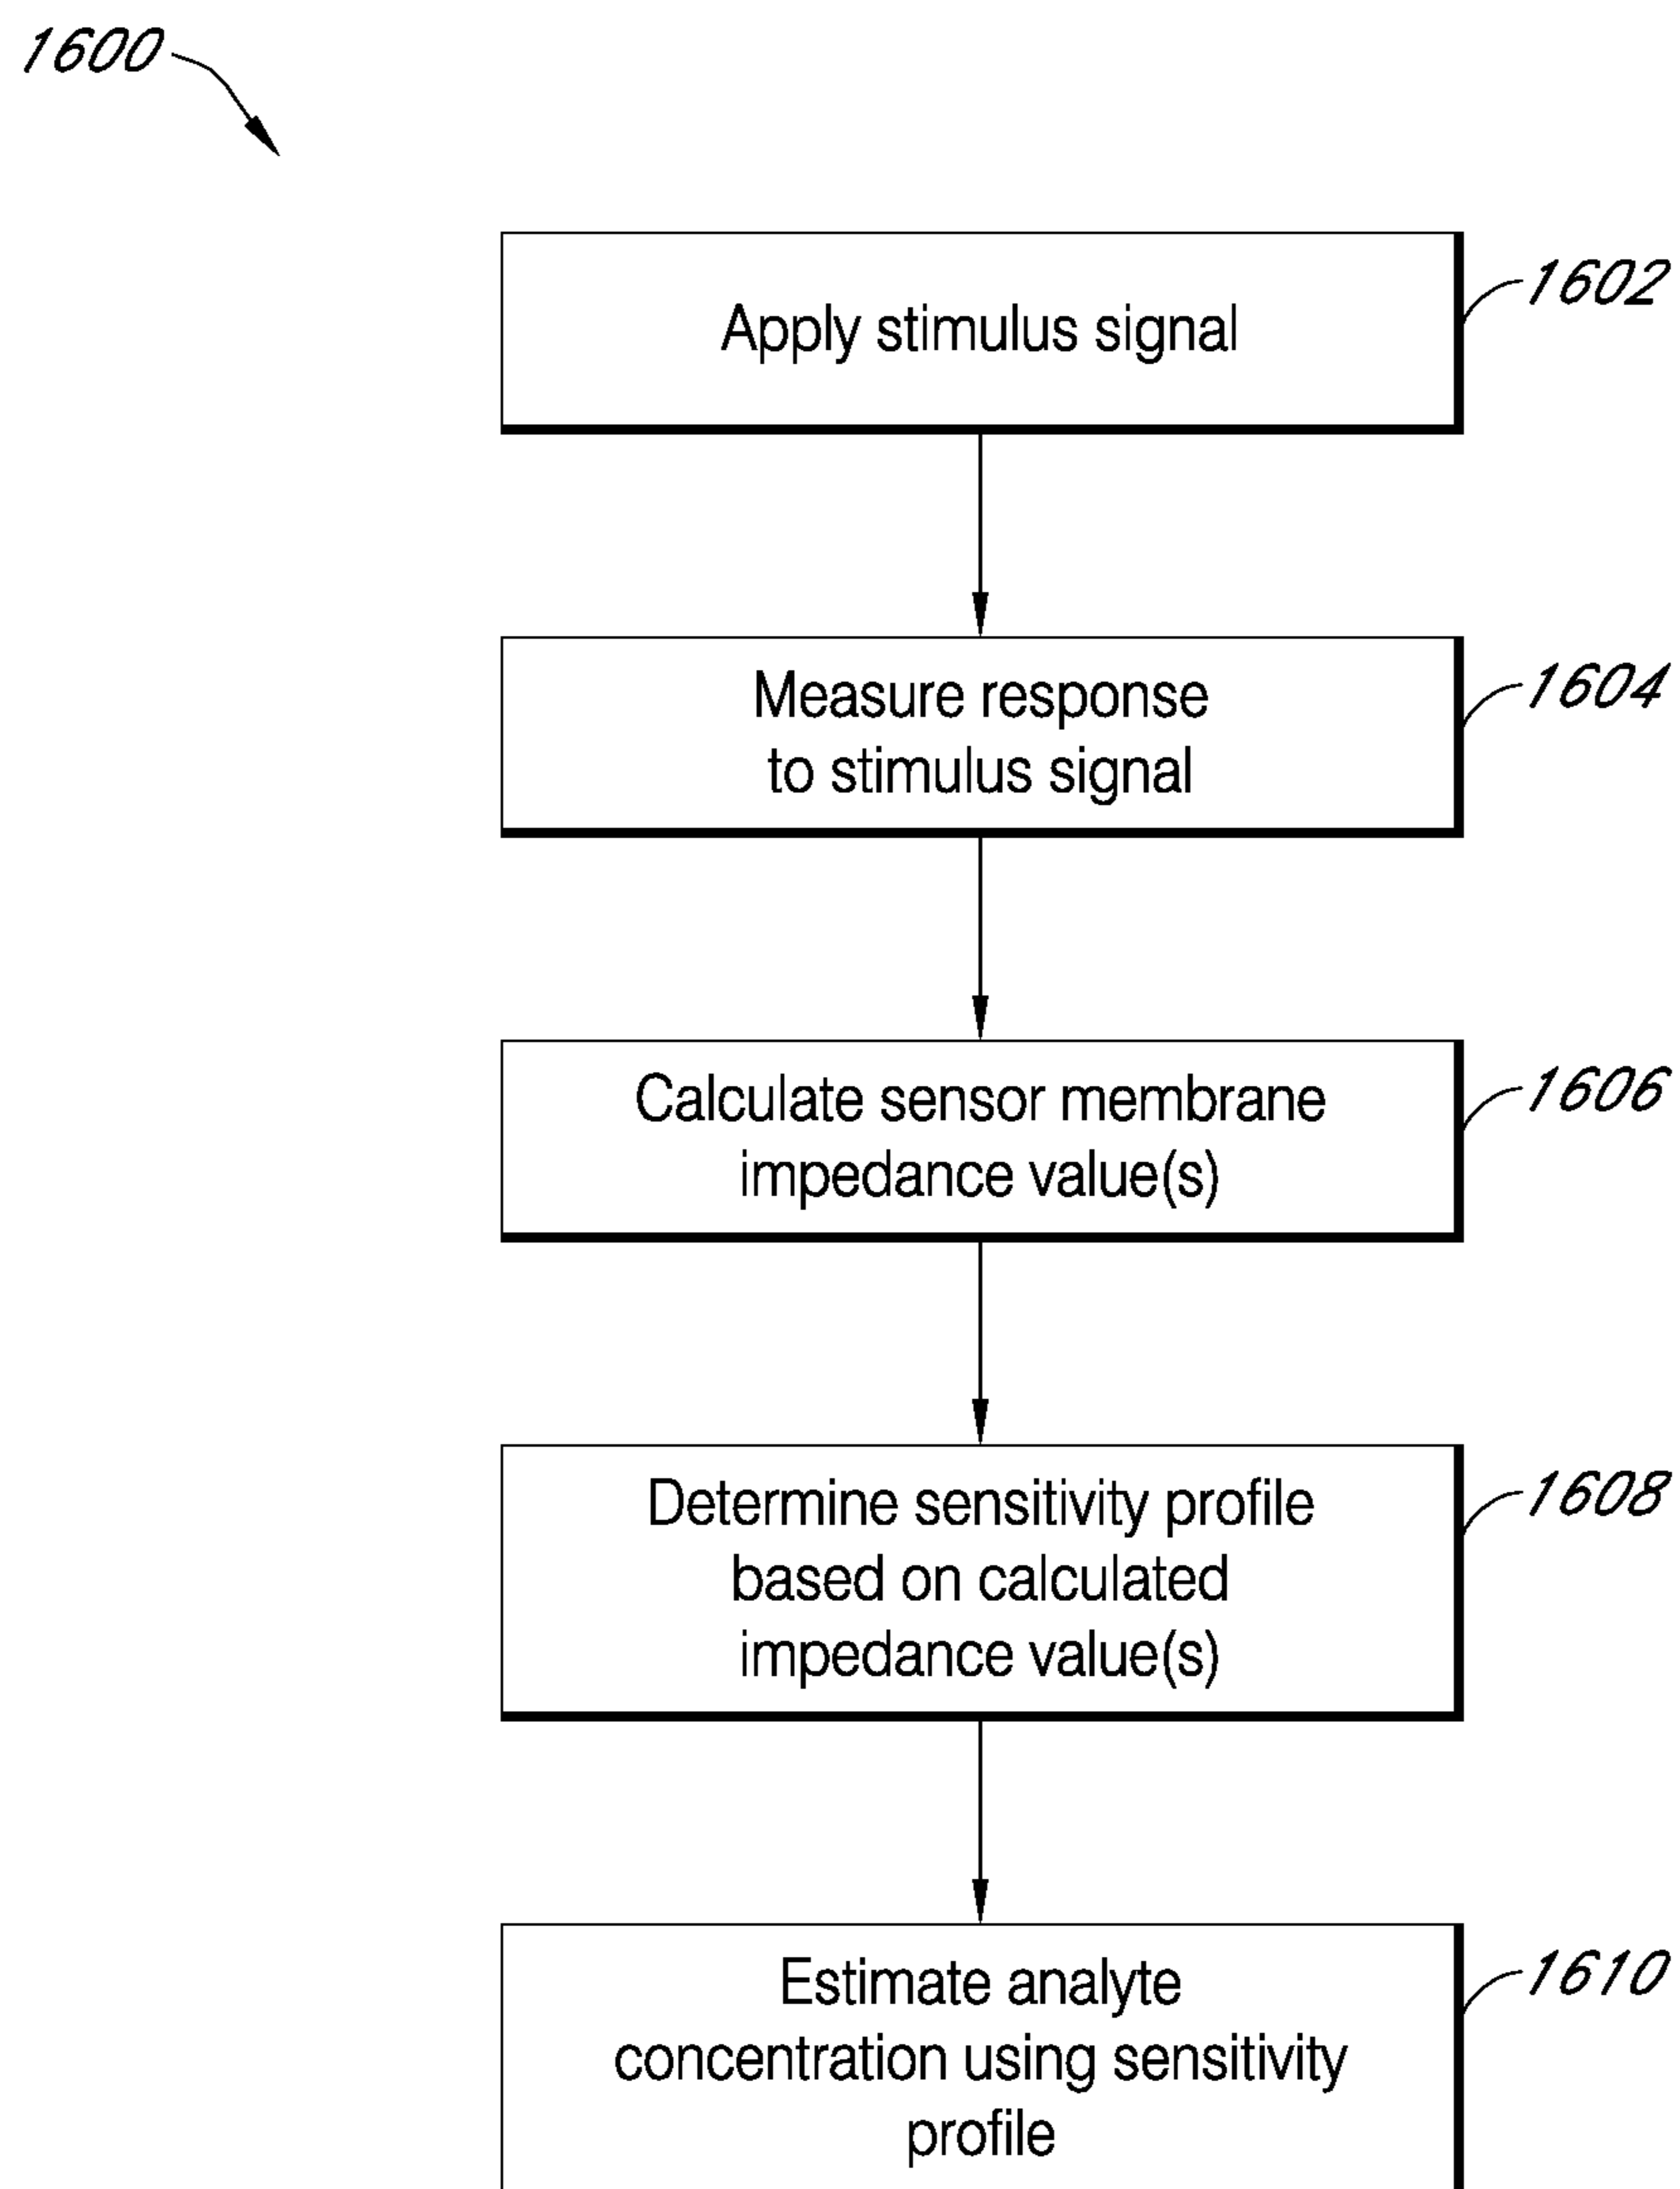 1600
Apply stimulus signal
1602
Measure response
to stimulus signal
1604
Calculate sensor membrane
impedance value(s)
1606
Determine sensitivity profile
based on calculated
impedance value(s)
1608
Estimate analyte
concentration using sensitivity
profile
1610